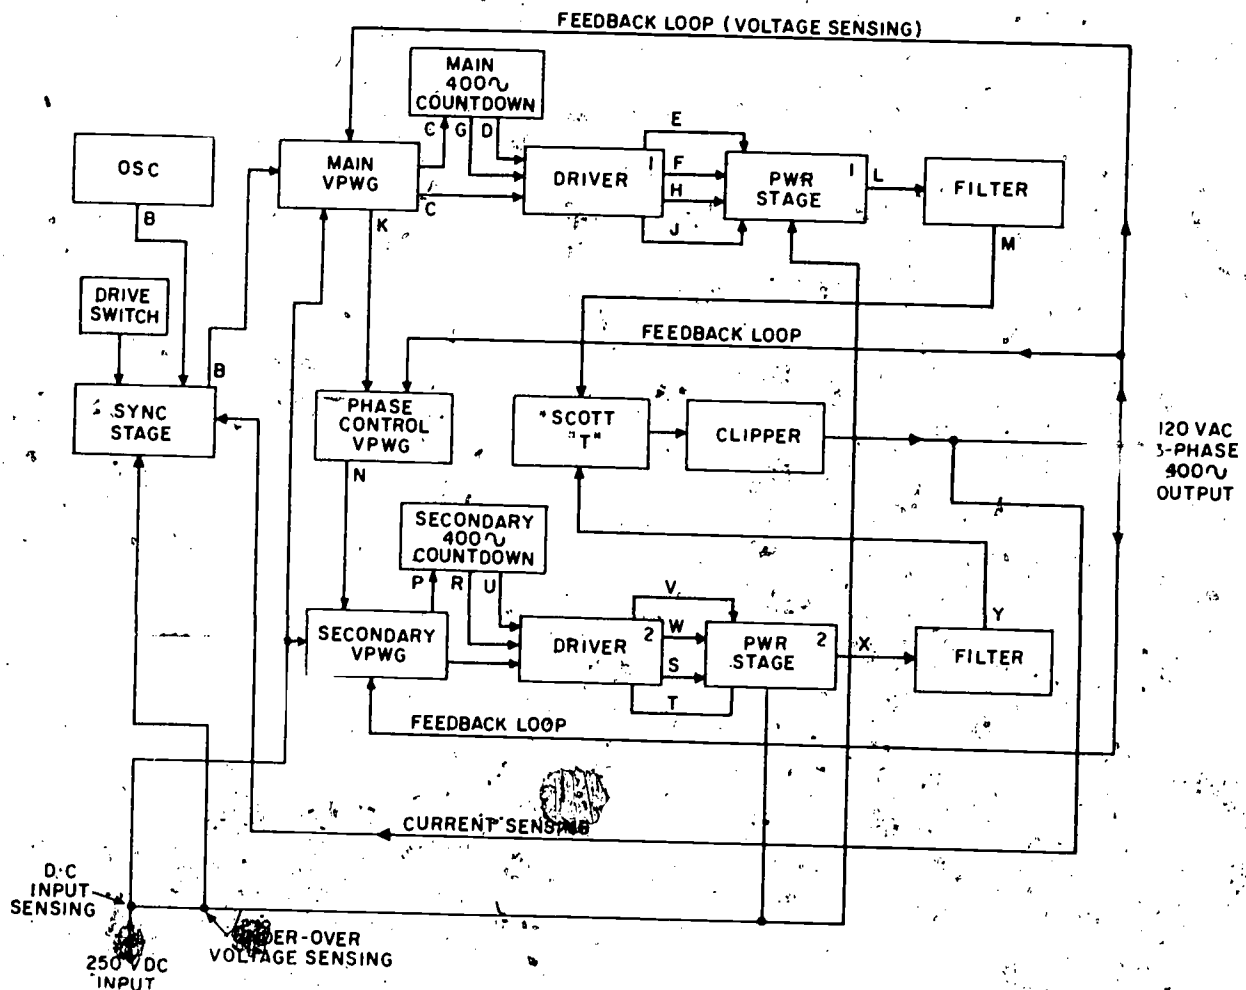 FEEDBACK LOOP (VOLTAGE SENSING)
MAIN
400∿
COUNTDOWN
C G D
OSC
B
MAIN
VPWG
C
K
DRIVER 1
E
F
H
J
PWR 1
STAGE
L
FILTER
M
DRIVE
SWITCH
B
SYNC
STAGE
FEEDBACK LOOP
PHASE
CONTROL
VPWG
N
SCOTT
"T"
CLIPPER
120 VAC
3-PHASE
400∿
OUTPUT
SECONDARY
400∿
COUNTDOWN
P R U
SECONDARY
VPWG
DRIVER 2
V
W
S
T
PWR 2
STAGE
X
Y
FILTER
FEEDBACK LOOP
CURRENT SENSING
D.C
INPUT
SENSING
250 VDC
INPUT
UNDER-OVER
VOLTAGE SENSING